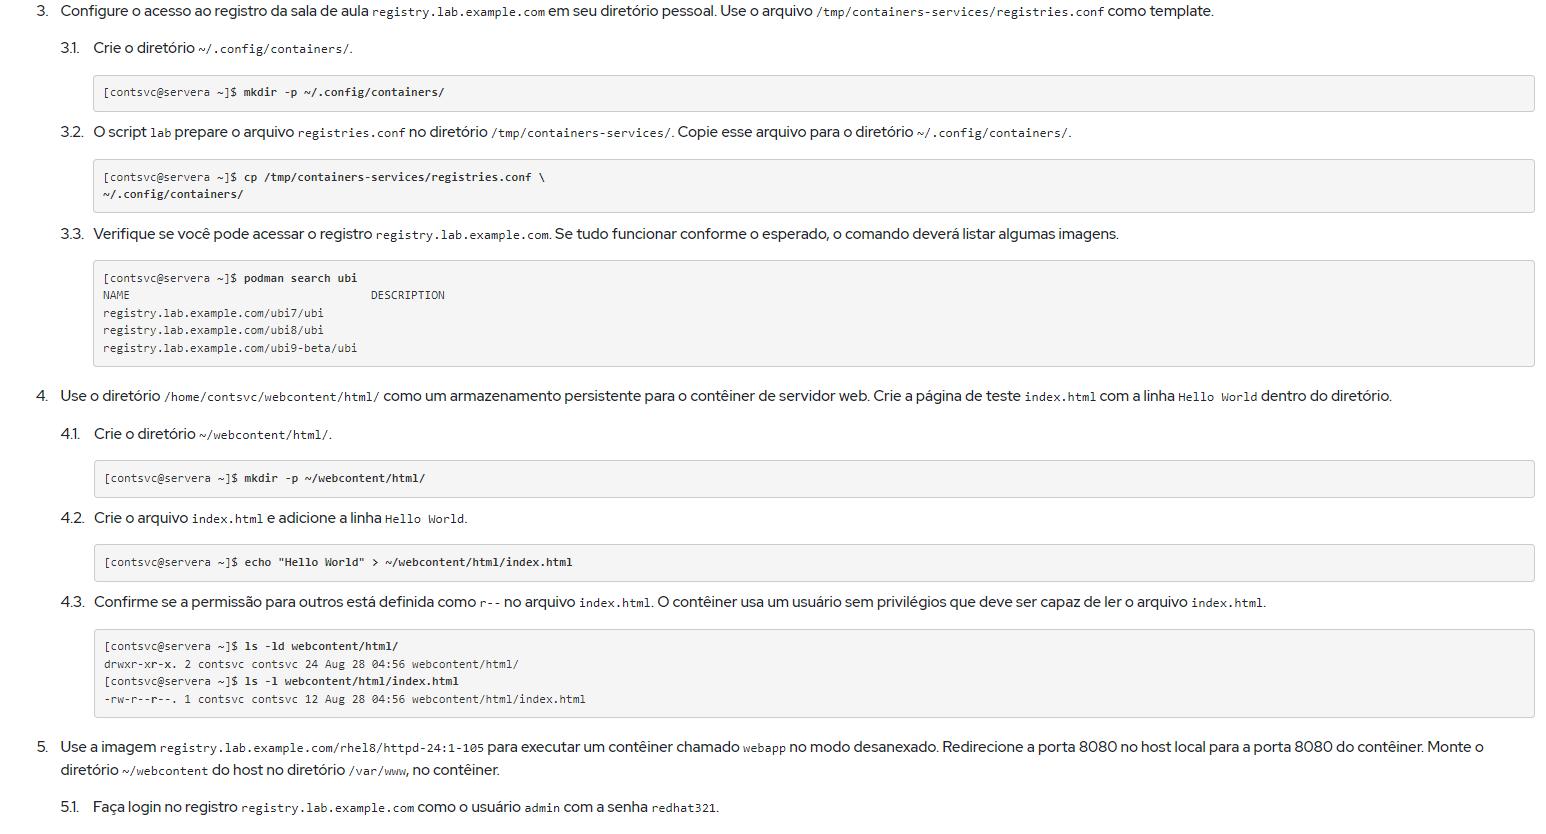 3. Configure o acesso ao registro da sala de aula registry.lab.example.com em seu diretório pessoal. Use o arquivo /tmp/containers-services/registries.conf como template.
3.1. Crie o diretório ~/.config/containers/.
[contsvc@servera ~]$ mkdir -p ~/.config/containers/
3.2. O script lab prepare o arquivo registries.conf no diretório /tmp/containers-services/. Copie esse arquivo para o diretório ~/.config/containers/.
[contsvc@servera ~]$ cp /tmp/containers-services/registries.conf \
~/.config/containers/
3.3. Verifique se você pode acessar o registro registry.lab.example.com. Se tudo funcionar conforme o esperado, o comando deverá listar algumas imagens.
[contsvc@servera ~]$ podman search ubi
NAME DESCRIPTION
registry.lab.example.com/ubi7/ubi
registry.lab.example.com/ubi8/ubi
registry.lab.example.com/ubi9-beta/ubi
4. Use o diretório /home/contsvc/webcontent/html/ como um armazenamento persistente para o contêiner de servidor web. Crie a página de teste index.html com a linha Hello World dentro do diretório.
4.1. Crie o diretório ~/webcontent/html/.
[contsvc@servera ~]$ mkdir -p ~/webcontent/html/
4.2. Crie o arquivo index.html e adicione a linha Hello World.
[contsvc@servera ~]$ echo "Hello World" > ~/webcontent/html/index.html
4.3. Confirme se a permissão para outros está definida como r-- no arquivo index.html. O contêiner usa um usuário sem privilégios que deve ser capaz de ler o arquivo index.html.
[contsvc@servera ~]$ ls -ld webcontent/html/
drwxr-xr-x. 2 contsvc contsvc 24 Aug 28 04:56 webcontent/html/
[contsvc@servera ~]$ ls -l webcontent/html/index.html
-rw-r--r--. 1 contsvc contsvc 12 Aug 28 04:56 webcontent/html/index.html
5. Use a imagem registry.lab.example.com/rhel8/httpd-24:1-105 para executar um contêiner chamado webapp no modo desanexado. Redirecione a porta 8080 no host local para a porta 8080 do contêiner. Monte o
diretório ~/webcontent do host no diretório /var/www, no contêiner.
5.1. Faça login no registro registry.lab.example.com como o usuário admin com a senha redhat321.